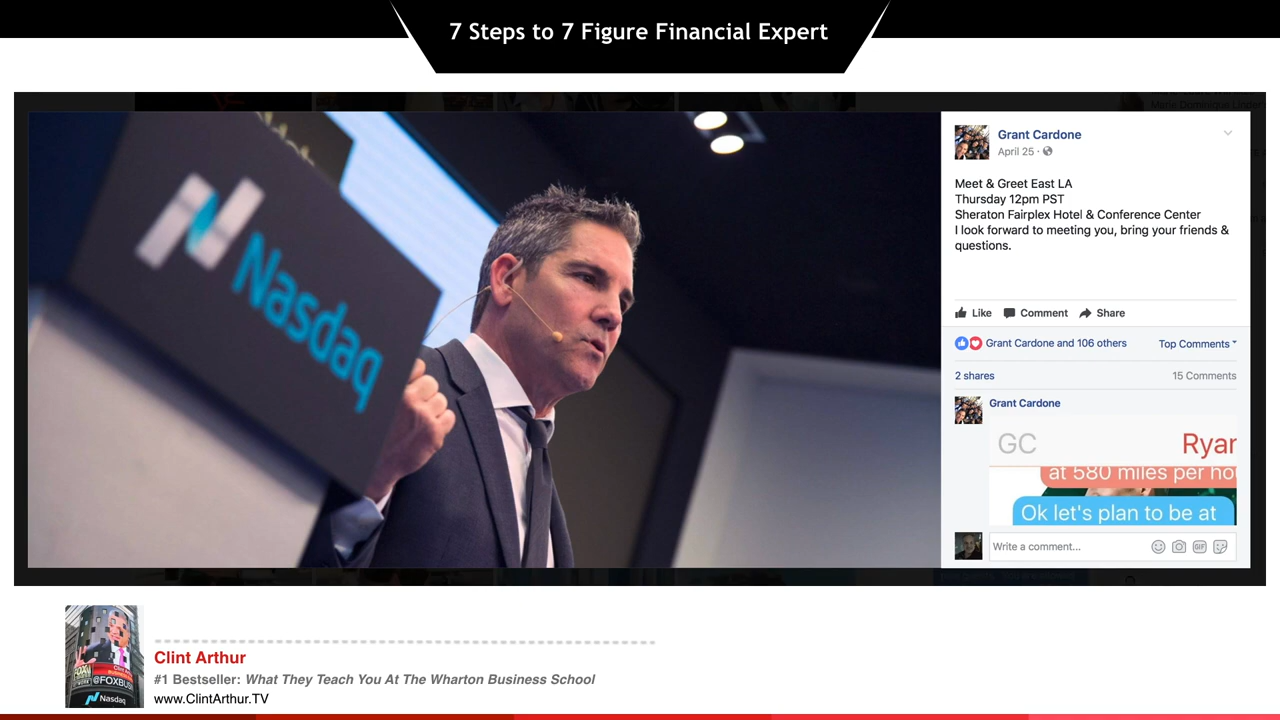 7 Steps to 7 Figure Financial Expert
Nasdaq
Grant Cardone
April 25 ·
Meet & Greet East LA
Thursday 12pm PST
Sheraton Fairplex Hotel & Conference Center
I look forward to meeting you, bring your friends &
questions.
Like Comment Share
Grant Cardone and 106 others Top Comments
2 shares 15 Comments
Grant Cardone
GC Ryan
at 580 miles per ho
Ok let's plan to be at
Write a comment... GIF
@FOXBUS
Nasdaq
Clint Arthur
#1 Bestseller: What They Teach You At The Wharton Business School
www.ClintArthur.TV